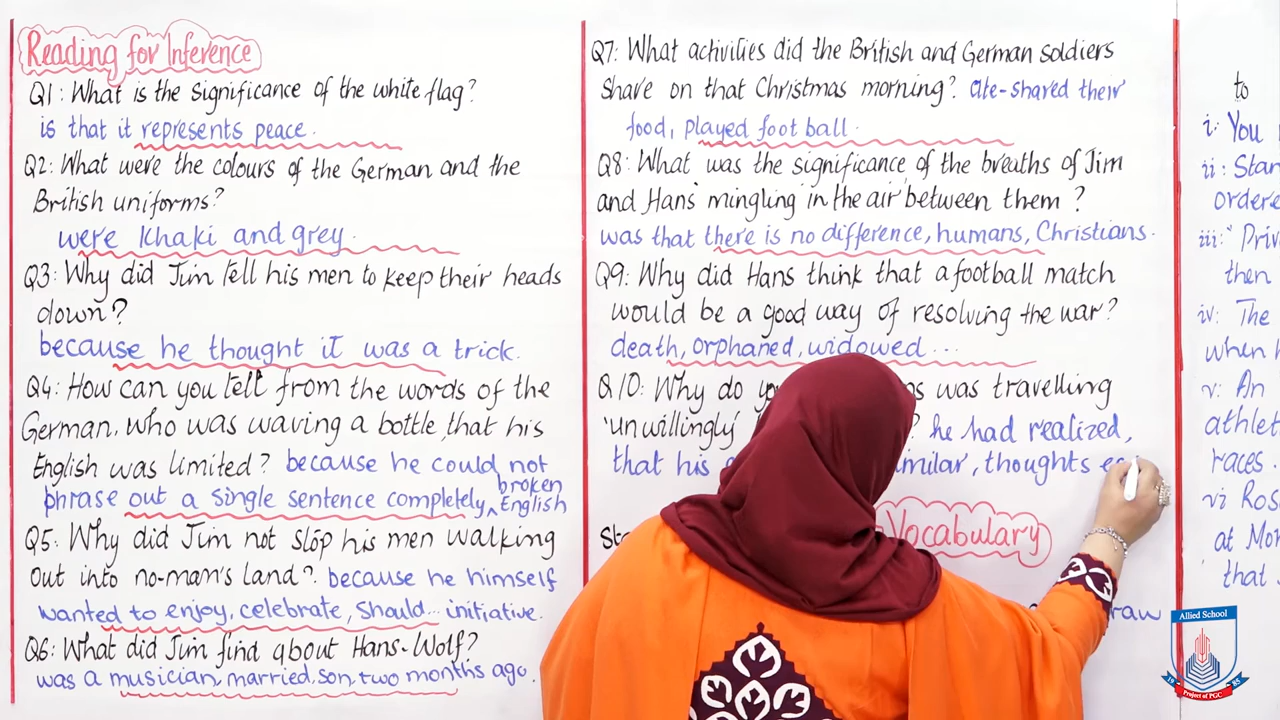 Reading for Inference
Q1: What is the significance of the white flag?
is that it represents peace.
Q2: What were the colours of the German and the
British uniforms?
were Khaki and grey.
Q3: Why did Jim tell his men to keep their heads
down?
because he thought it was a trick.
Q4: How can you tell from the words of the
German, who was waving a bottle, that his
English was limited? because he could not
broken
phrase out a single sentence completely, English
Q5: Why did Jim not stop his men walking
out into no-man's land? because he himself
wanted to enjoy, celebrate, should... initiative.
Q6: What did Jim find about Hans-Wolf?
was a musician, married, son, two months ago.
Q7: What activities did the British and German soldiers
share on that Christmas morning? ate-shared their
food, played football.
Q8: What was the significance of the breaths of Jim
and Hans mingling in the air between them?
was that there is no difference, humans, Christians.
Q9: Why did Hans think that a football match
would be a good way of resolving the war?
death, orphaned, widowed...
Q10: Why do was travelling
'unwillingly' ? he had realized,
that his thoughts
Vocabulary
to
i: You
ii: Star
ordere
iii: Priv
then
iv: The
when
v: An
athlet
races.
vi Ros
at Mor
that
Allied School
1985
Project of PGC